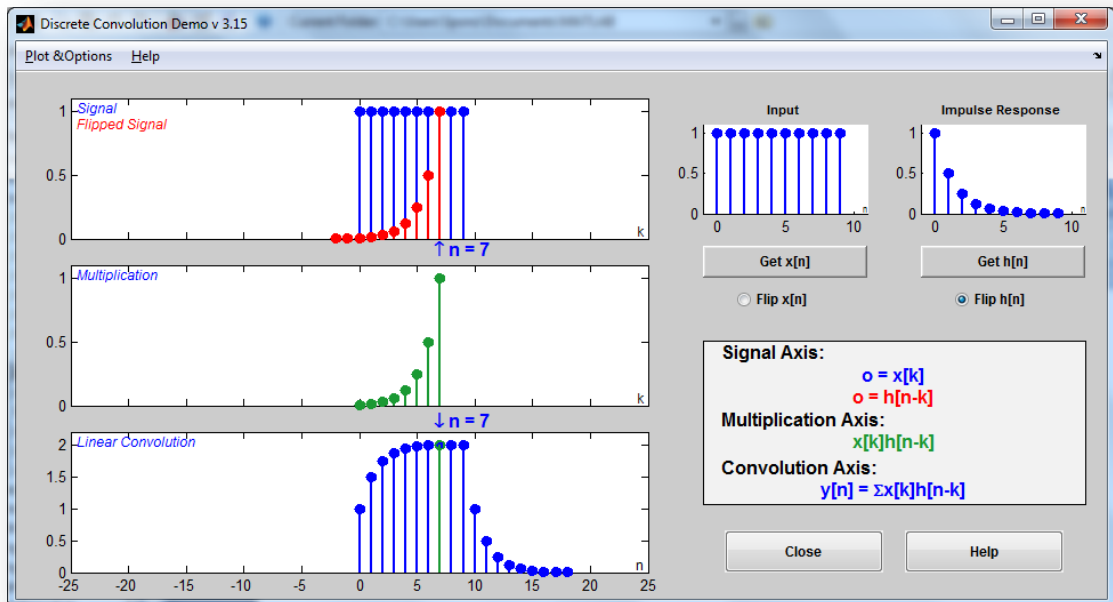 Discrete Convolution Demo v 3.15
Plot &Options Help
Signal
Flipped Signal
1
0.5
0
k
↑ n = 7
Multiplication
1
0.5
0
k
↓ n = 7
Linear Convolution
2
1.5
1
0.5
0
n
-25 -20 -15 -10 -5 0 5 10 15 20 25
Input
1
0.5
0
n
0 5 10
Impulse Response
1
0.5
0
n
0 5 10
Get x[n]
Get h[n]
Flip x[n]
Flip h[n]
Signal Axis:
o = x[k]
o = h[n-k]
Multiplication Axis:
x[k]h[n-k]
Convolution Axis:
y[n] = Σx[k]h[n-k]
Close
Help